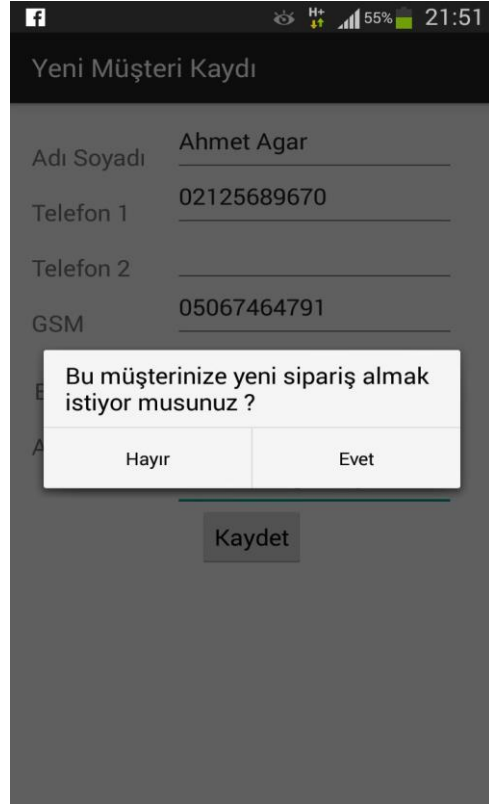 H+ 55% 21:51
Yeni Müşteri Kaydı
Adı Soyadı Ahmet Agar
Telefon 1 02125689670
Telefon 2
GSM 05067464791
Bu müşterinize yeni sipariş almak
istiyor musunuz ?
Hayır Evet
Kaydet